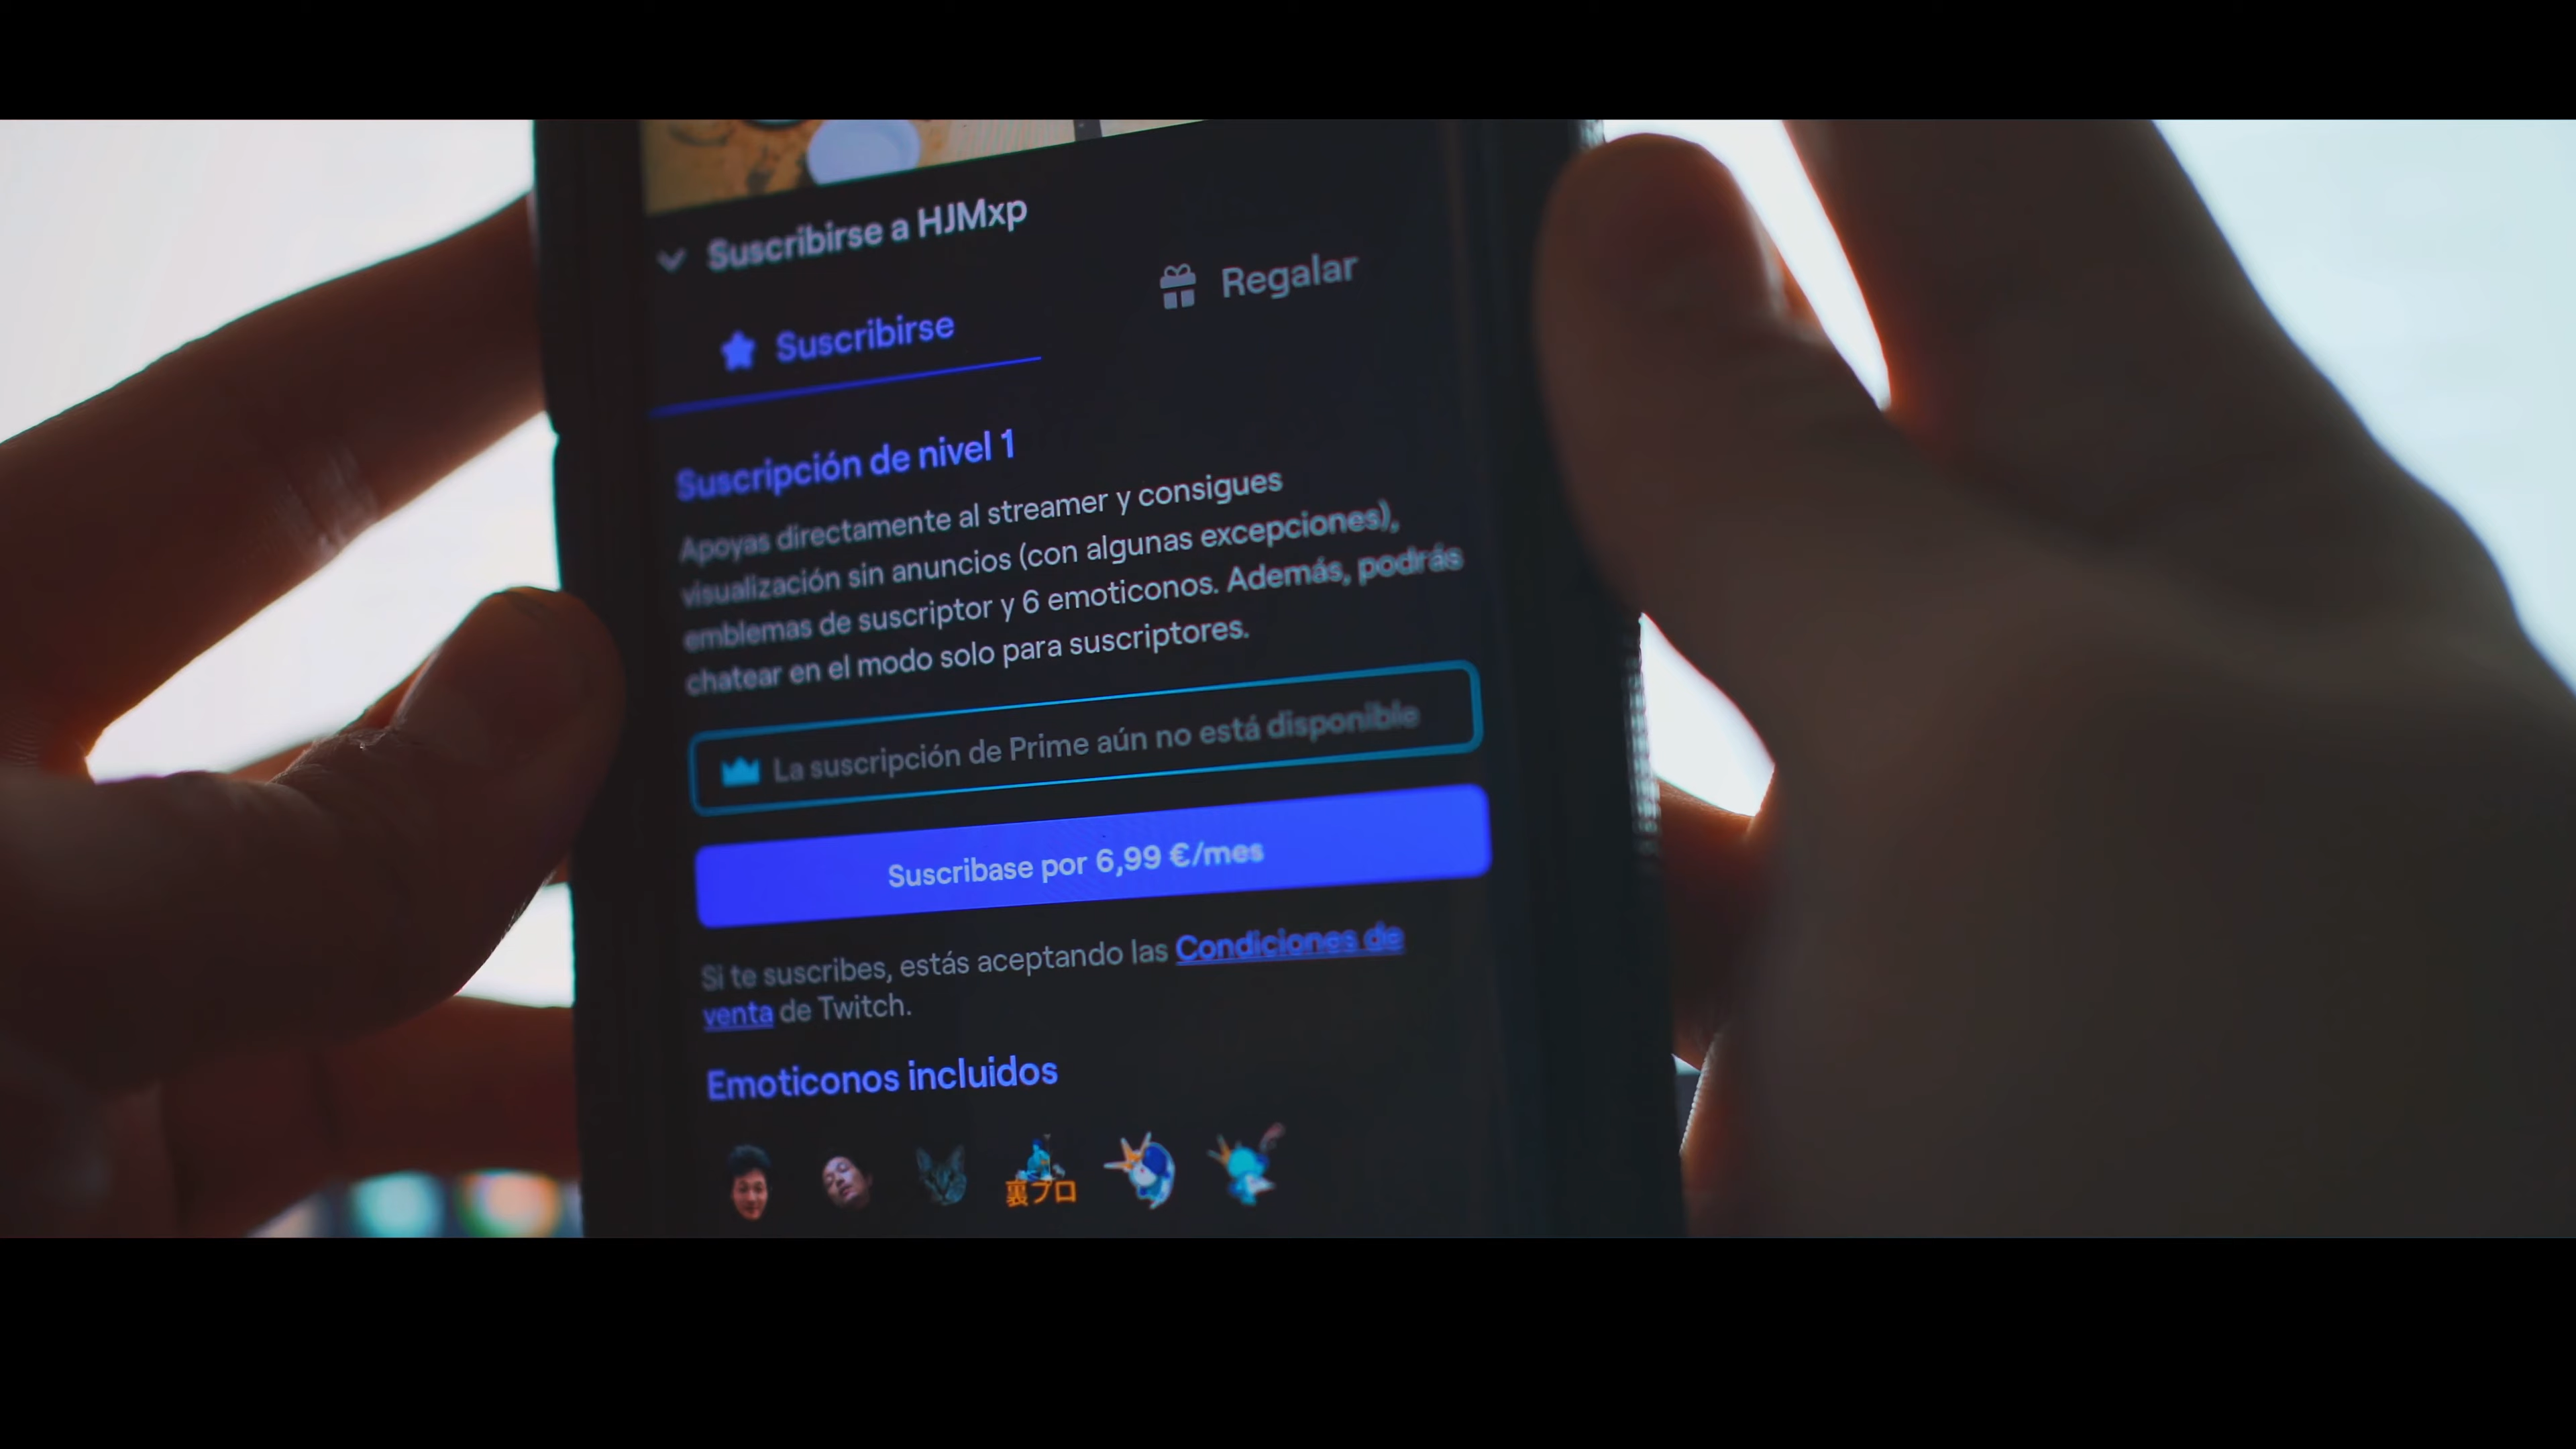 Suscribirse a HJMxp
Suscribirse
Regalar
Suscripción de nivel 1
Apoyas directamente al streamer y consigues
visualización sin anuncios (con algunas excepciones),
emblemas de suscriptor y 6 emoticonos. Además, podrás
chatear en el modo solo para suscriptores.
La suscripción de Prime aún no está disponible
Suscríbase por 6,99 €/mes
Si te suscribes, estás aceptando las Condiciones de
venta de Twitch.
Emoticonos incluidos
裏プロ